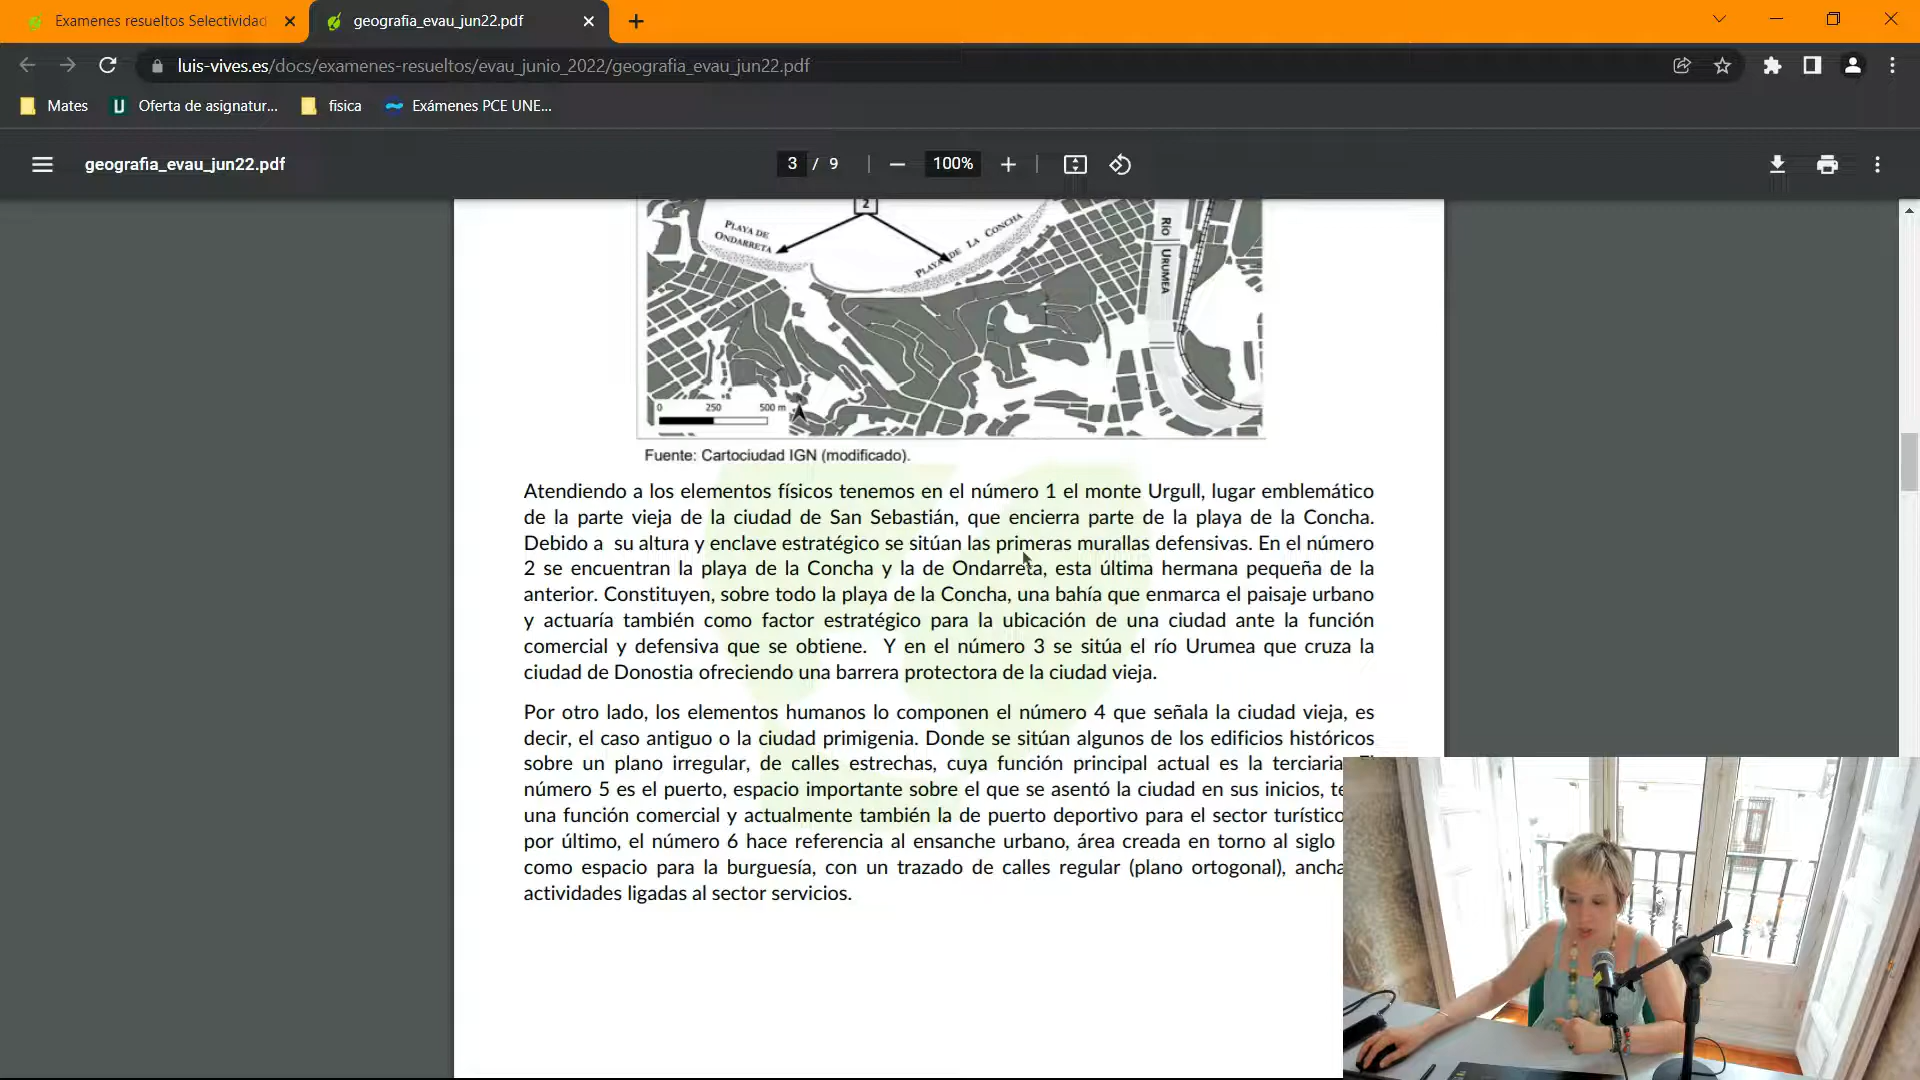 Examenes resueltos Selectividad
geografia_evau_jun22.pdf
luis-vives.es/docs/examenes-resueltos/evau_junio_2022/geografia_evau_jun22.pdf
Mates
Oferta de asignatur...
fisica
Exámenes PCE UNE...
geografia_evau_jun22.pdf
3 / 9
100%
2
PLAYA DE
ONDARRETA
PLAYA DE LA CONCHA
RÍO URUMEA
0 250 500 m
Fuente: Cartociudad IGN (modificado).
Atendiendo a los elementos físicos tenemos en el número 1 el monte Urgull, lugar emblemático
de la parte vieja de la ciudad de San Sebastián, que encierra parte de la playa de la Concha.
Debido a su altura y enclave estratégico se sitúan las primeras murallas defensivas. En el número
2 se encuentran la playa de la Concha y la de Ondarreta, esta última hermana pequeña de la
anterior. Constituyen, sobre todo la playa de la Concha, una bahía que enmarca el paisaje urbano
y actuaría también como factor estratégico para la ubicación de una ciudad ante la función
comercial y defensiva que se obtiene. Y en el número 3 se sitúa el río Urumea que cruza la
ciudad de Donostia ofreciendo una barrera protectora de la ciudad vieja.
Por otro lado, los elementos humanos lo componen el número 4 que señala la ciudad vieja, es
decir, el caso antiguo o la ciudad primigenia. Donde se sitúan algunos de los edificios históricos
sobre un plano irregular, de calles estrechas, cuya función principal actual es la terciaria.
número 5 es el puerto, espacio importante sobre el que se asentó la ciudad en sus inicios,
una función comercial y actualmente también la de puerto deportivo para el sector turístico
por último, el número 6 hace referencia al ensanche urbano, área creada en torno al siglo
como espacio para la burguesía, con un trazado de calles regular (plano ortogonal),
actividades ligadas al sector servicios.